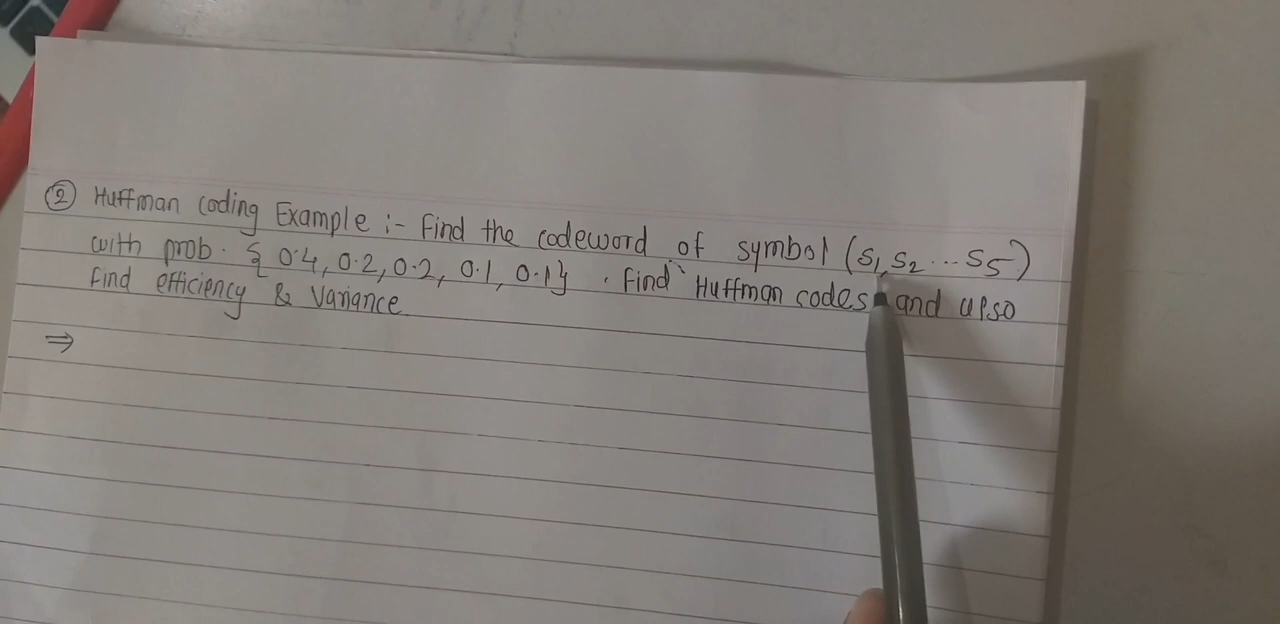 ② Huffman Coding Example :- Find the codeword of symbol (S1, S2 ... S5)
with prob. { 0.4, 0.2, 0.2, 0.1, 0.1} . Find Huffman codes and also
find efficiency & Variance
⇒